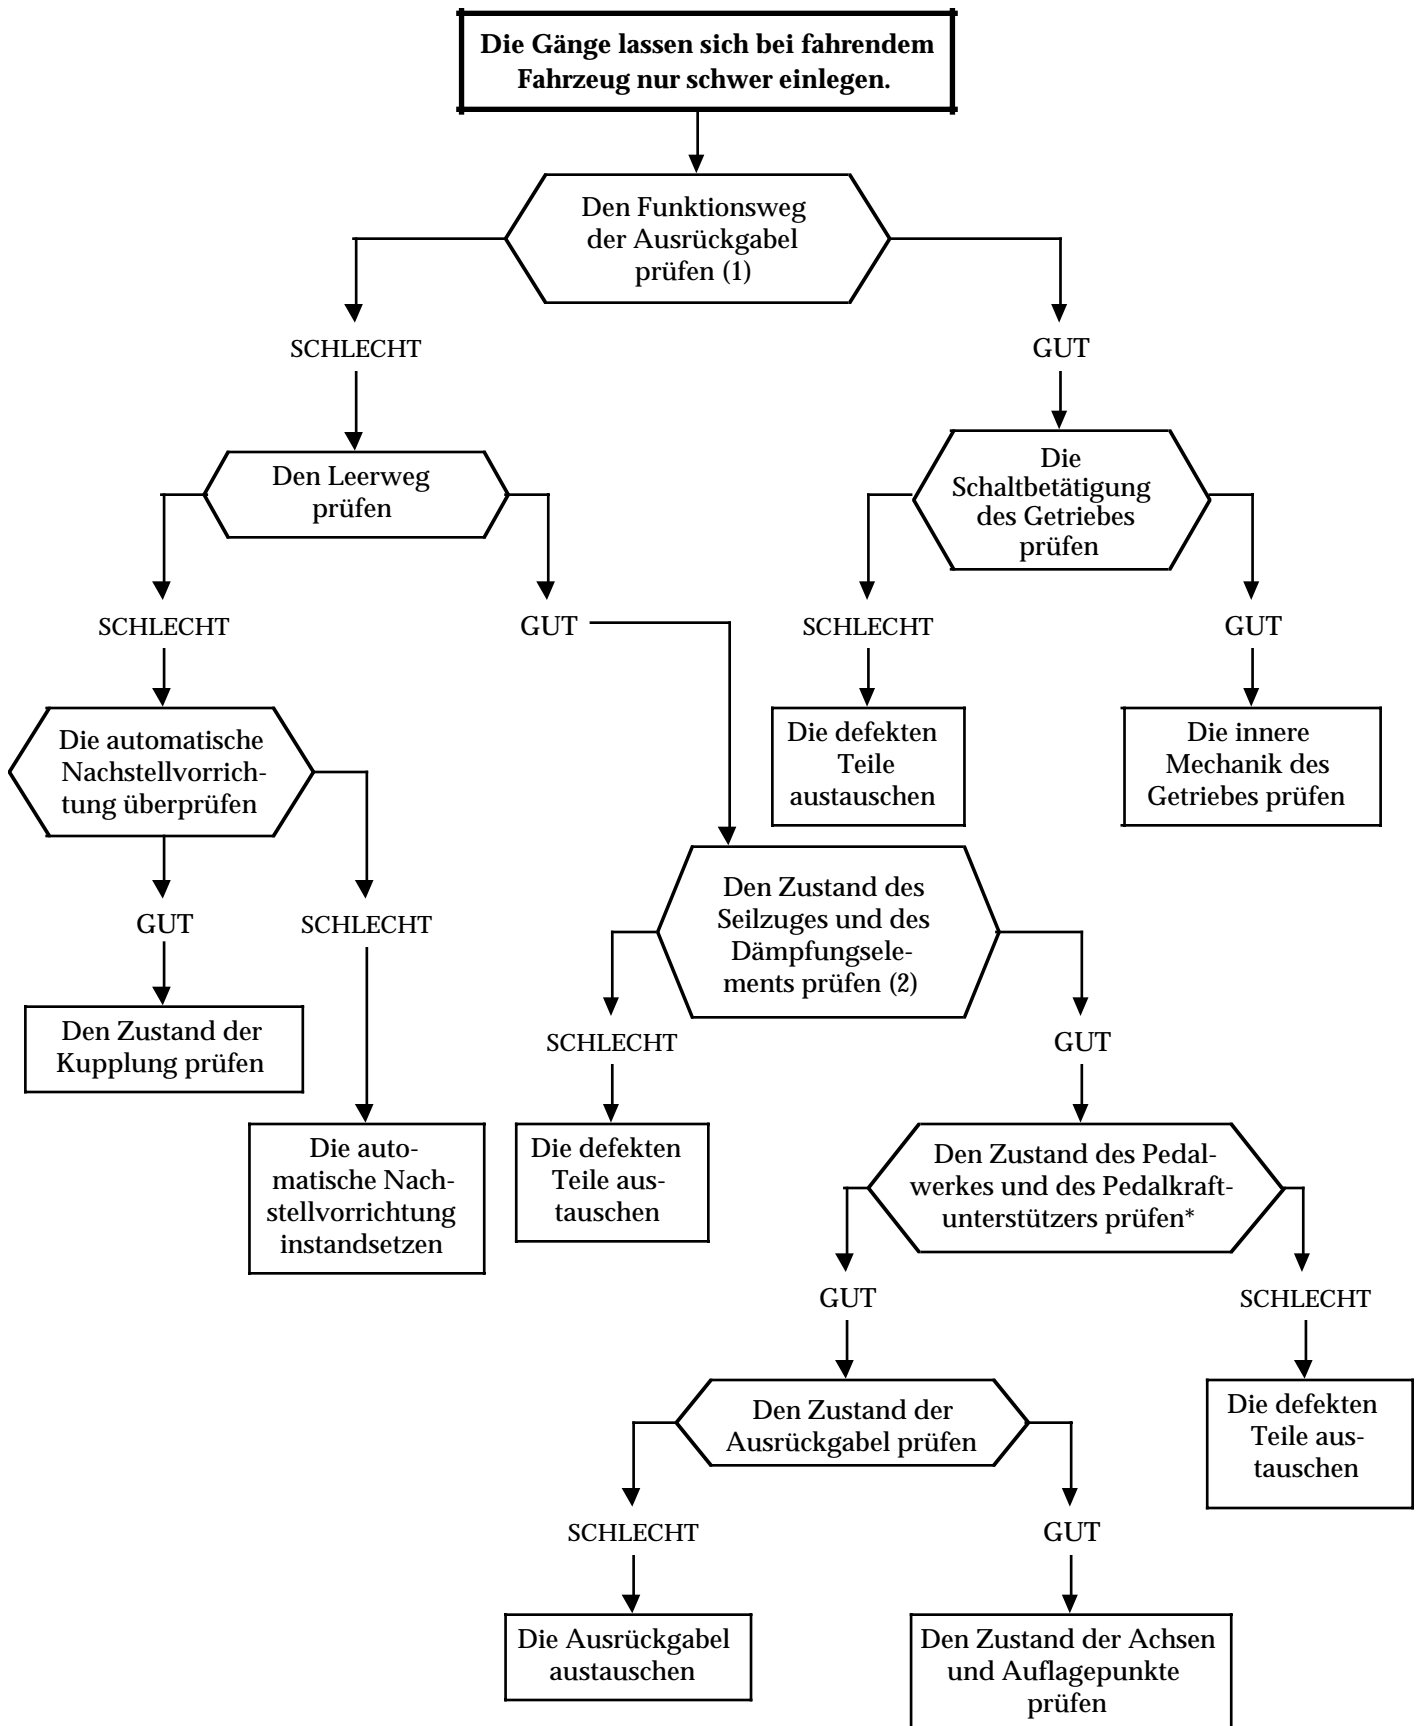 Die Gänge lassen sich bei fahrendem
Fahrzeug nur schwer einlegen.
Den Funktionsweg
der Ausrückgabel
prüfen (1)
SCHLECHT
GUT
Den Leerweg
prüfen
Die
Schaltbetätigung
des Getriebes
prüfen
SCHLECHT
GUT
SCHLECHT
GUT
Die automatische
Nachstellvorrich-
tung überprüfen
Die defekten
Teile
austauschen
Die innere
Mechanik des
Getriebes prüfen
GUT
SCHLECHT
Den Zustand des
Seilzuges und des
Dämpfungsele-
ments prüfen (2)
Den Zustand der
Kupplung prüfen
SCHLECHT
GUT
Die auto-
matische Nach-
stellvorrichtung
instandsetzen
Die defekten
Teile aus-
tauschen
Den Zustand des Pedal-
werkes und des Pedalkraft-
unterstützers prüfen*
GUT
SCHLECHT
Den Zustand der
Ausrückgabel prüfen
Die defekten
Teile aus-
tauschen
SCHLECHT
GUT
Die Ausrückgabel
austauschen
Den Zustand der Achsen
und Auflagepunkte
prüfen